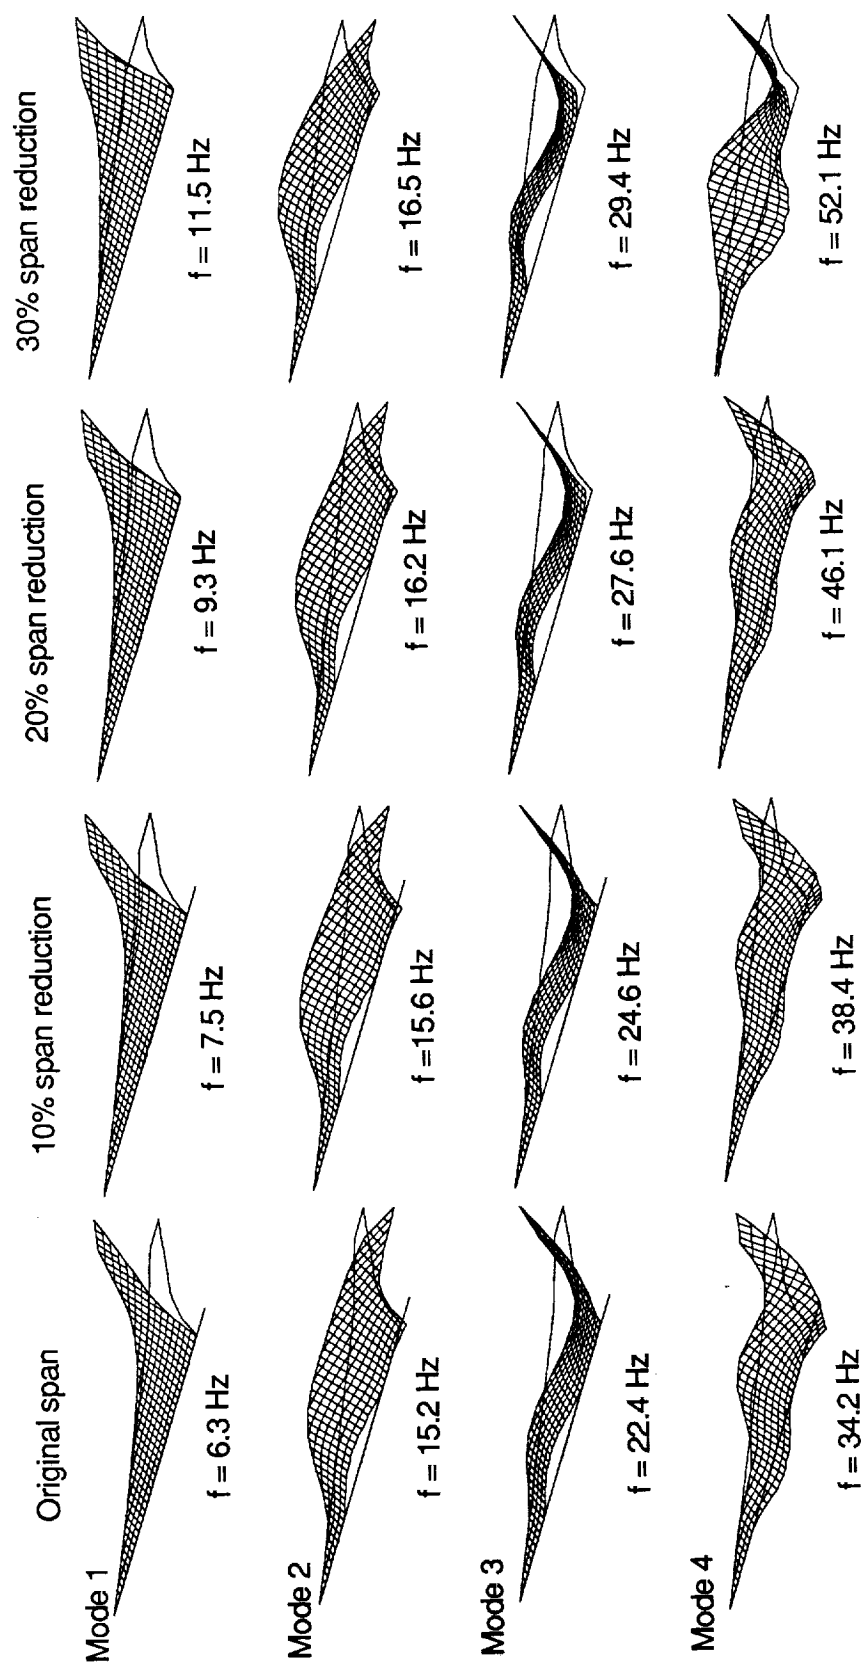 Original span
10% span reduction
20% span reduction
30% span reduction
Mode 1
f = 6.3 Hz
f = 7.5 Hz
f = 9.3 Hz
f = 11.5 Hz
Mode 2
f = 15.2 Hz
f =15.6 Hz
f = 16.2 Hz
f = 16.5 Hz
Mode 3
f = 22.4 Hz
f = 24.6 Hz
f = 27.6 Hz
f = 29.4 Hz
Mode 4
f = 34.2 Hz
f = 38.4 Hz
f = 46.1 Hz
f = 52.1 Hz